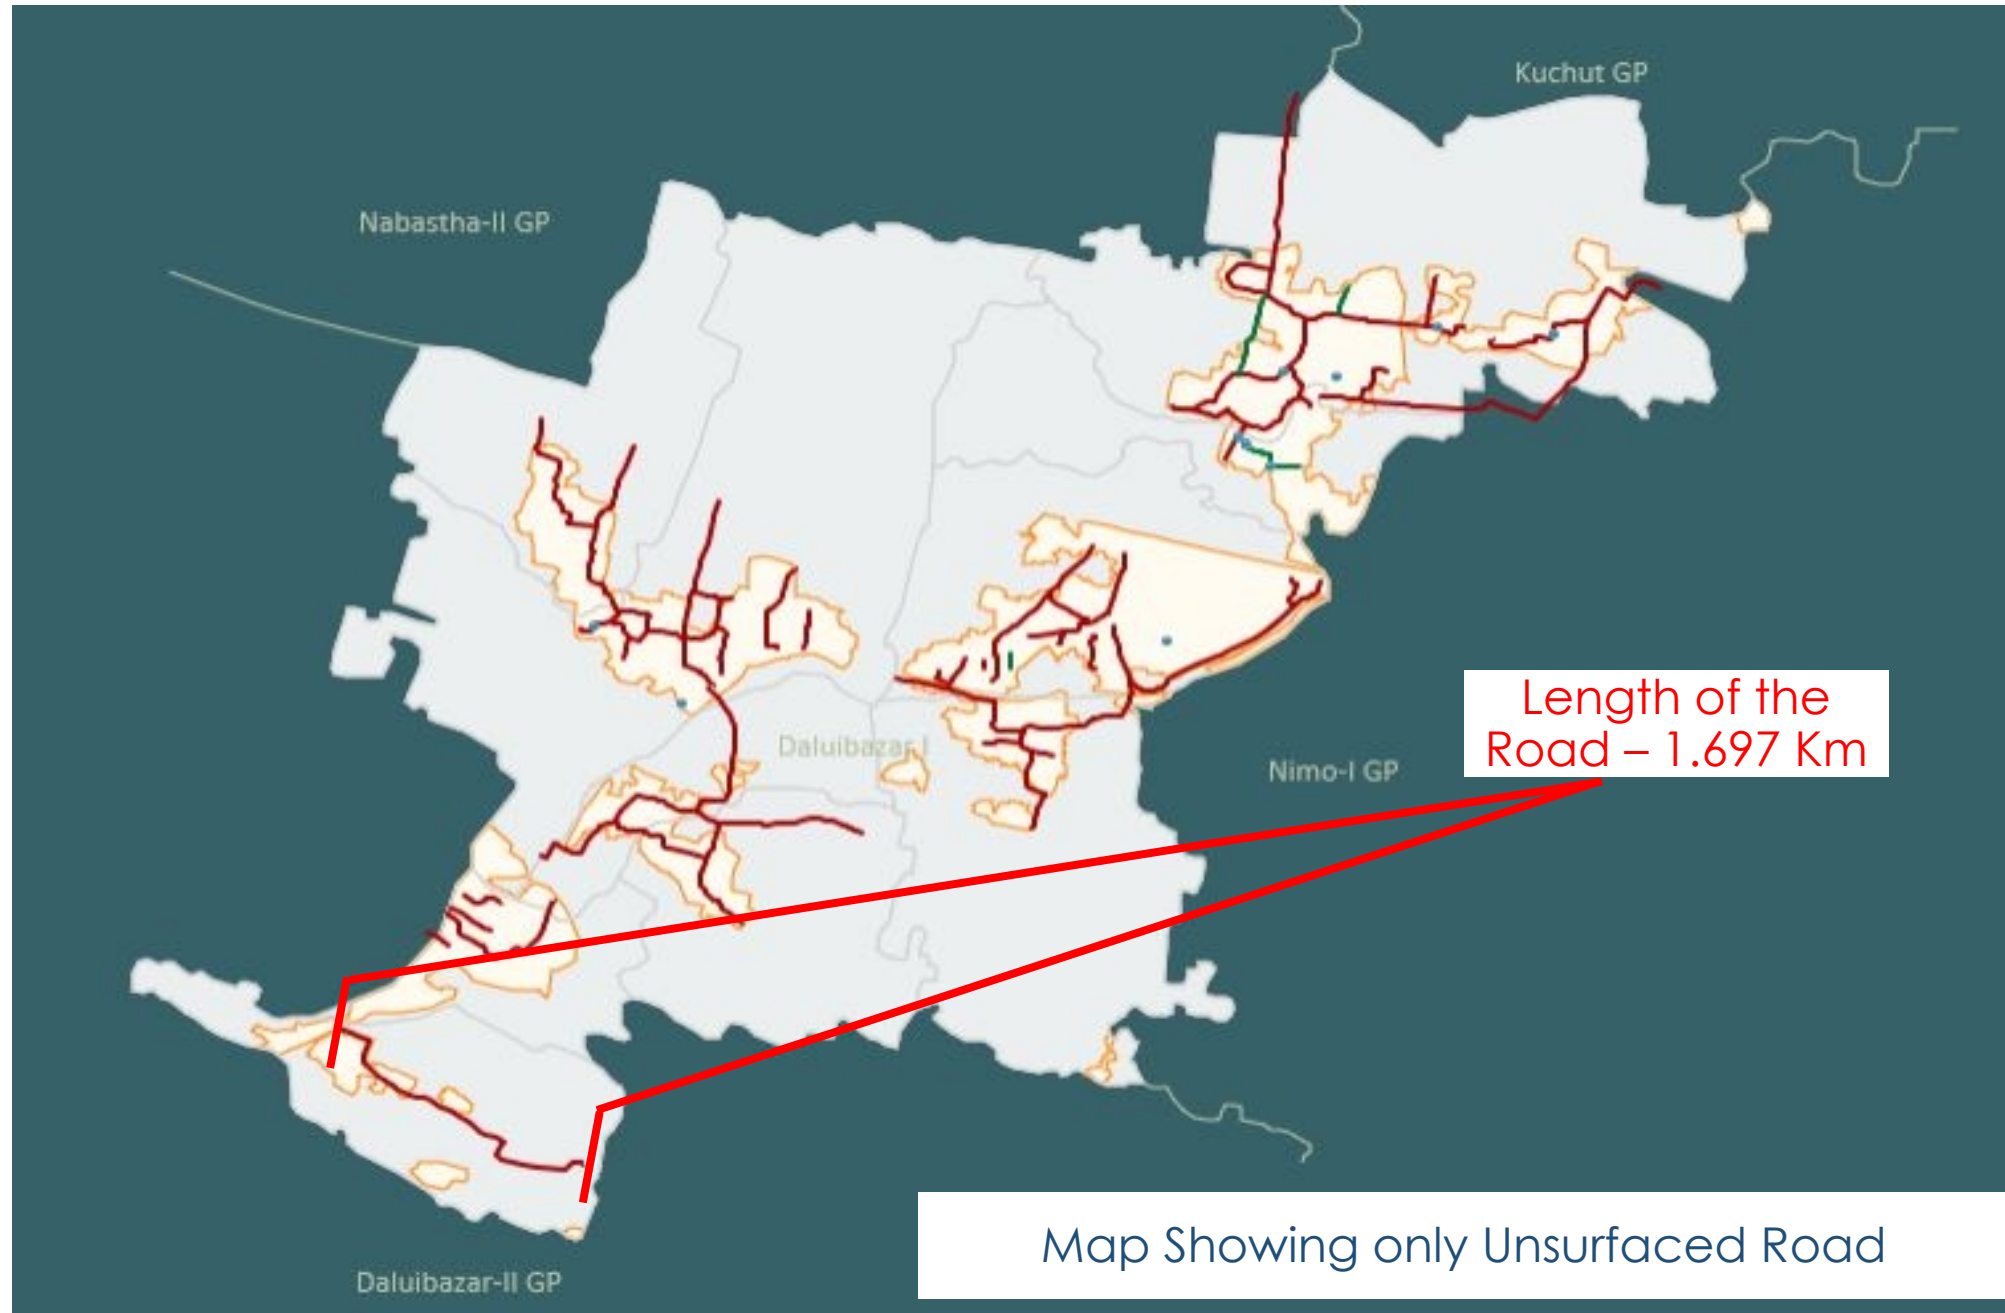 Kuchut GP
Nabastha-II GP
Length of the
Road – 1.697 Km
Daluibazar I
Nimo-I GP
Map Showing only Unsurfaced Road
Daluibazar-II GP